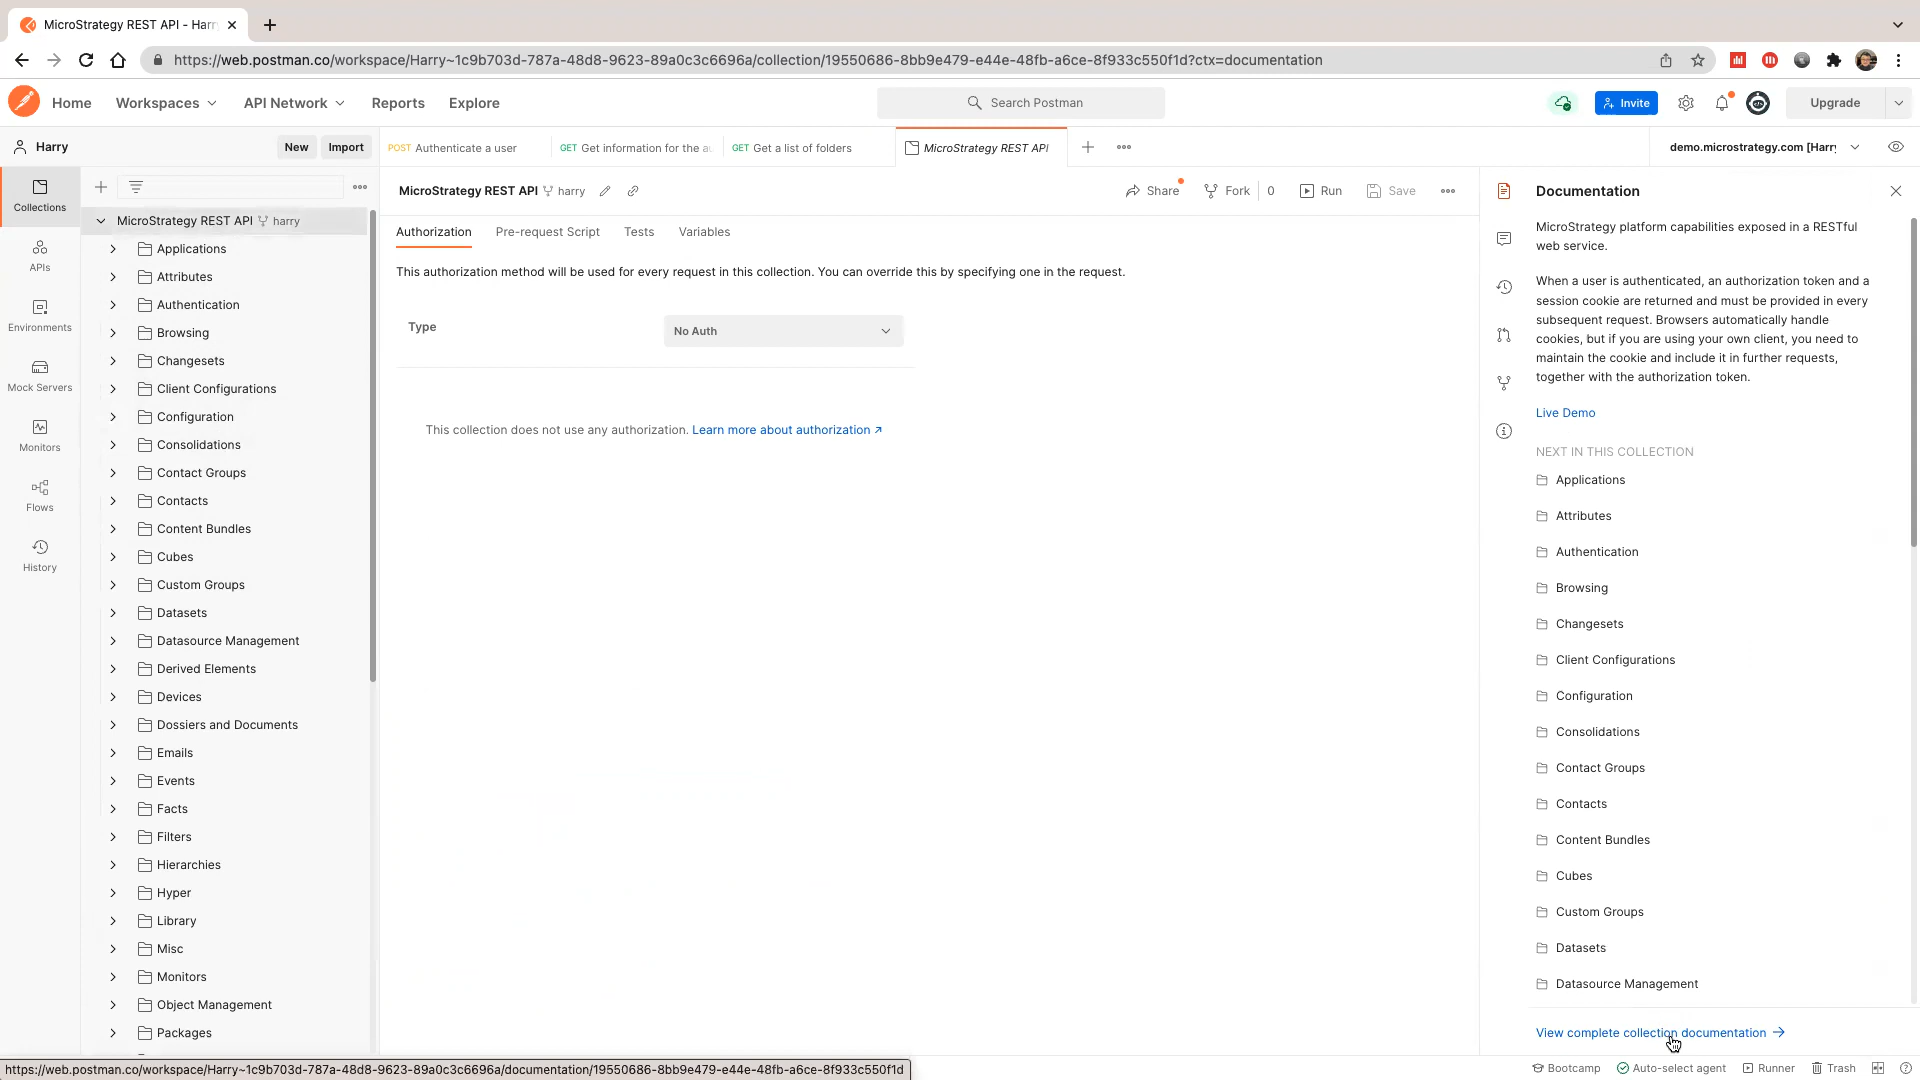 MicroStrategy REST API - Harr
https://web.postman.co/workspace/Harry~1c9b703d-787a-48d8-9623-89a0c3c6696a/collection/19550686-8bb9e479-e44e-48fb-a6ce-8f933c550f1d?ctx=documentation
Home
Workspaces
API Network
Reports
Explore
Search Postman
Invite
Upgrade
Harry
New
Import
POST Authenticate a user
GET Get information for the au
GET Get a list of folders
MicroStrategy REST API
demo.microstrategy.com [Harr
Collections
APIs
Environments
Mock Servers
Monitors
Flows
History
MicroStrategy REST API harry
Applications
Attributes
Authentication
Browsing
Changesets
Client Configurations
Configuration
Consolidations
Contact Groups
Contacts
Content Bundles
Cubes
Custom Groups
Datasets
Datasource Management
Derived Elements
Devices
Dossiers and Documents
Emails
Events
Facts
Filters
Hierarchies
Hyper
Library
Misc
Monitors
Object Management
Packages
MicroStrategy REST API harry
Share
Fork 0
Run
Save
Authorization
Pre-request Script
Tests
Variables
This authorization method will be used for every request in this collection. You can override this by specifying one in the request.
Type
No Auth
This collection does not use any authorization. Learn more about authorization ↗
Documentation
MicroStrategy platform capabilities exposed in a RESTful
web service.
When a user is authenticated, an authorization token and a
session cookie are returned and must be provided in every
subsequent request. Browsers automatically handle
cookies, but if you are using your own client, you need to
maintain the cookie and include it in further requests,
together with the authorization token.
Live Demo
NEXT IN THIS COLLECTION
Applications
Attributes
Authentication
Browsing
Changesets
Client Configurations
Configuration
Consolidations
Contact Groups
Contacts
Content Bundles
Cubes
Custom Groups
Datasets
Datasource Management
View complete collection documentation →
https://web.postman.co/workspace/Harry~1c9b703d-787a-48d8-9623-89a0c3c6696a/documentation/19550686-8bb9e479-e44e-48fb-a6ce-8f933c550f1d
Bootcamp
Auto-select agent
Runner
Trash